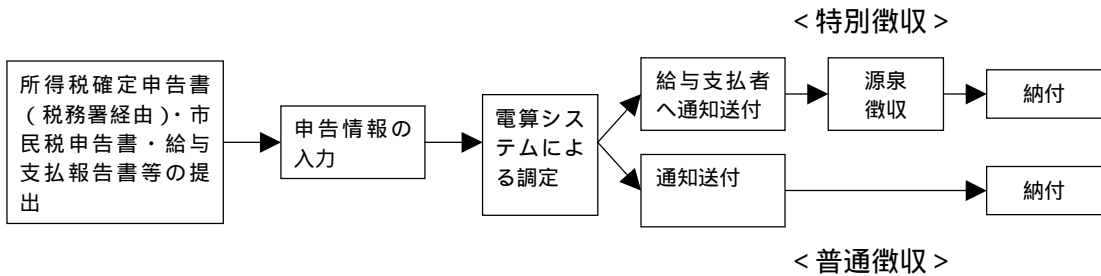 ＜特別徴収＞
所得税確定申告書
（税務署経由）・市
民税申告書・給与
支払報告書等の提
出
申告情報の
入力
電算シス
テムによ
る調定
給与支払者
へ通知送付
源泉
徴収
納付
通知送付
納付
＜普通徴収＞